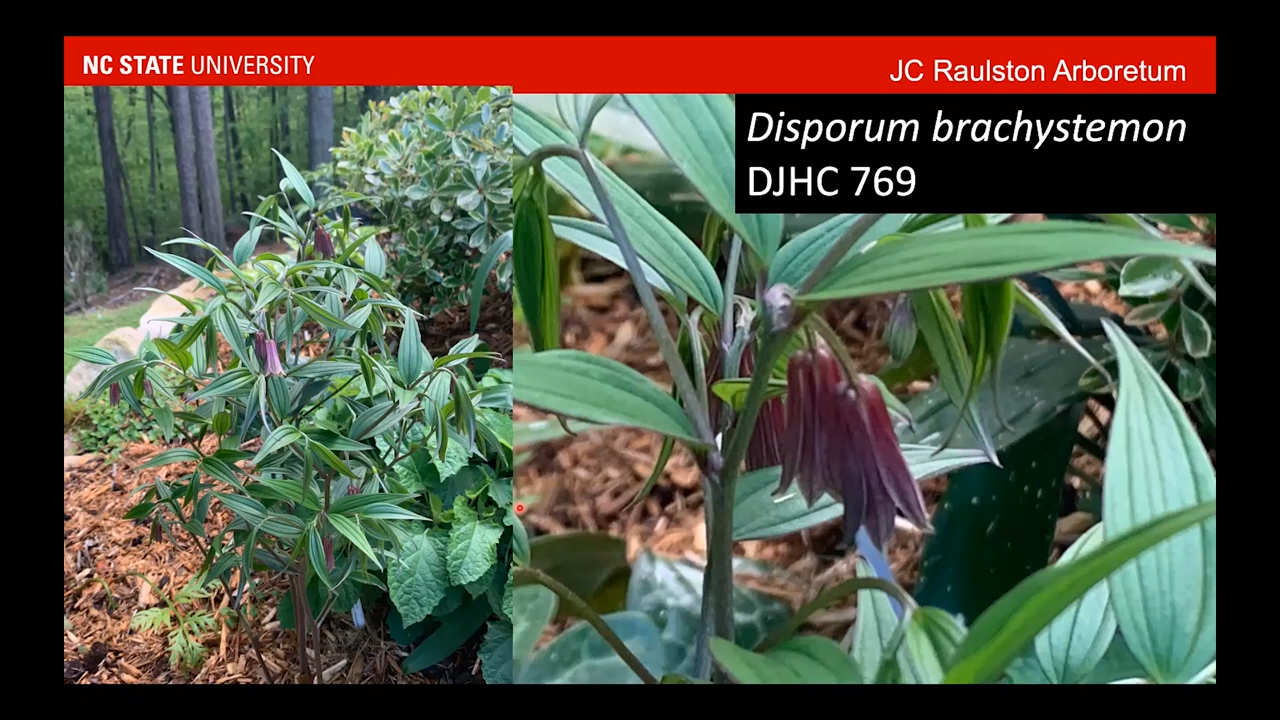 NC STATE UNIVERSITY
JC Raulston Arboretum
Disporum brachystemon
DJHC 769